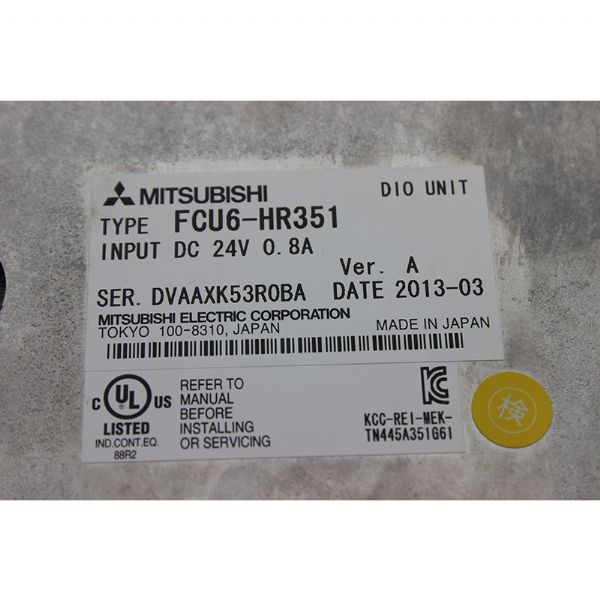 MITSUBISHI DIO UNIT
TYPE FCU6-HR351
INPUT DC 24V 0.8A
Ver. A
SER. DVAAXK53R0BA DATE 2013-03
MITSUBISHI ELECTRIC CORPORATION
TOKYO 100-8310, JAPAN MADE IN JAPAN
C UL US
LISTED
IND.CONT.EQ.
88R2
REFER TO
MANUAL
BEFORE
INSTALLING
OR SERVICING
KCC-REI-MEK-
TN445A351G61
検